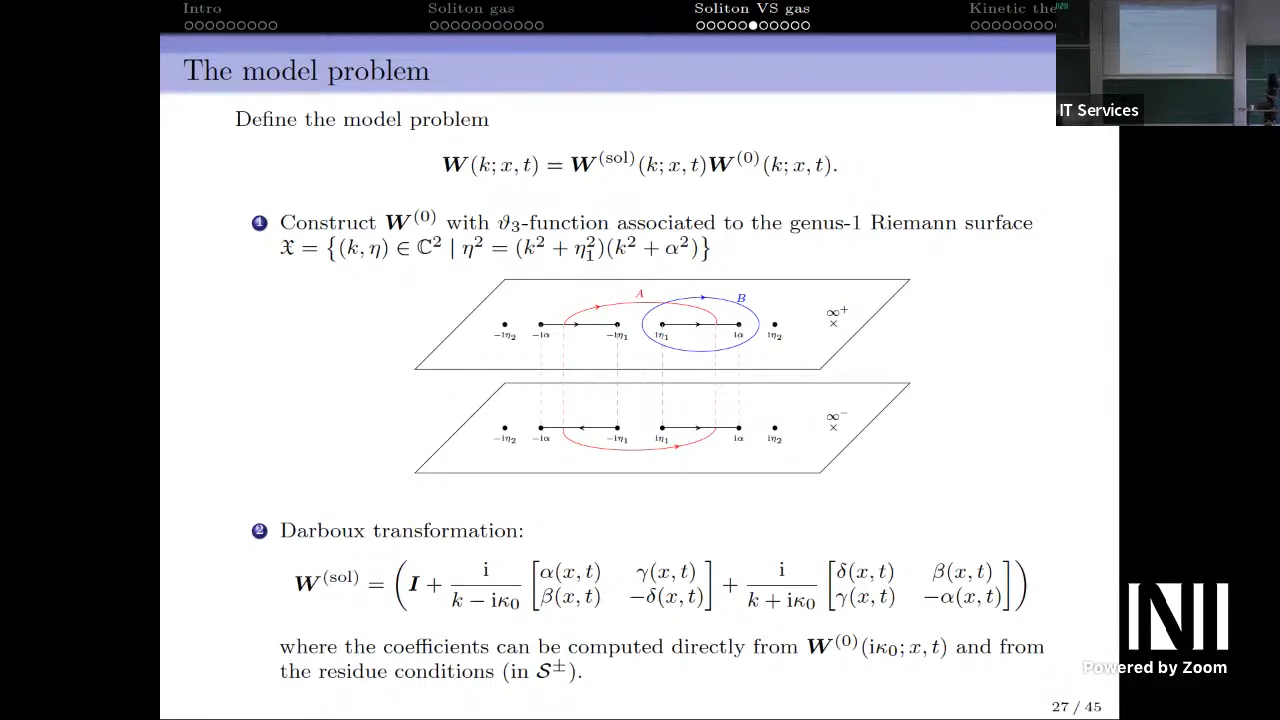 Intro Soliton gas Soliton VS gas Kinetic the
The model problem
IT Services
Define the model problem
W(k; x, t) = W^(sol)(k; x, t)W^(0)(k; x, t).
1 Construct W^(0) with ϑ₃-function associated to the genus-1 Riemann surface
𝔛 = {(k, η) ∈ ℂ² | η² = (k² + η₁²)(k² + α²)}
A B
∞⁺
×
−iη₂ −iα −iη₁ iη₁ iα iη₂
∞⁻
×
−iη₂ −iα −iη₁ iη₁ iα iη₂
2 Darboux transformation:
W^(sol) = (I + i/(k − iκ₀) [α(x, t) γ(x, t); β(x, t) −δ(x, t)] + i/(k + iκ₀) [δ(x, t) β(x, t); γ(x, t) −α(x, t)])
where the coefficients can be computed directly from W^(0)(iκ₀; x, t) and from
the residue conditions (in S^±).
Powered by Zoom
27 / 45